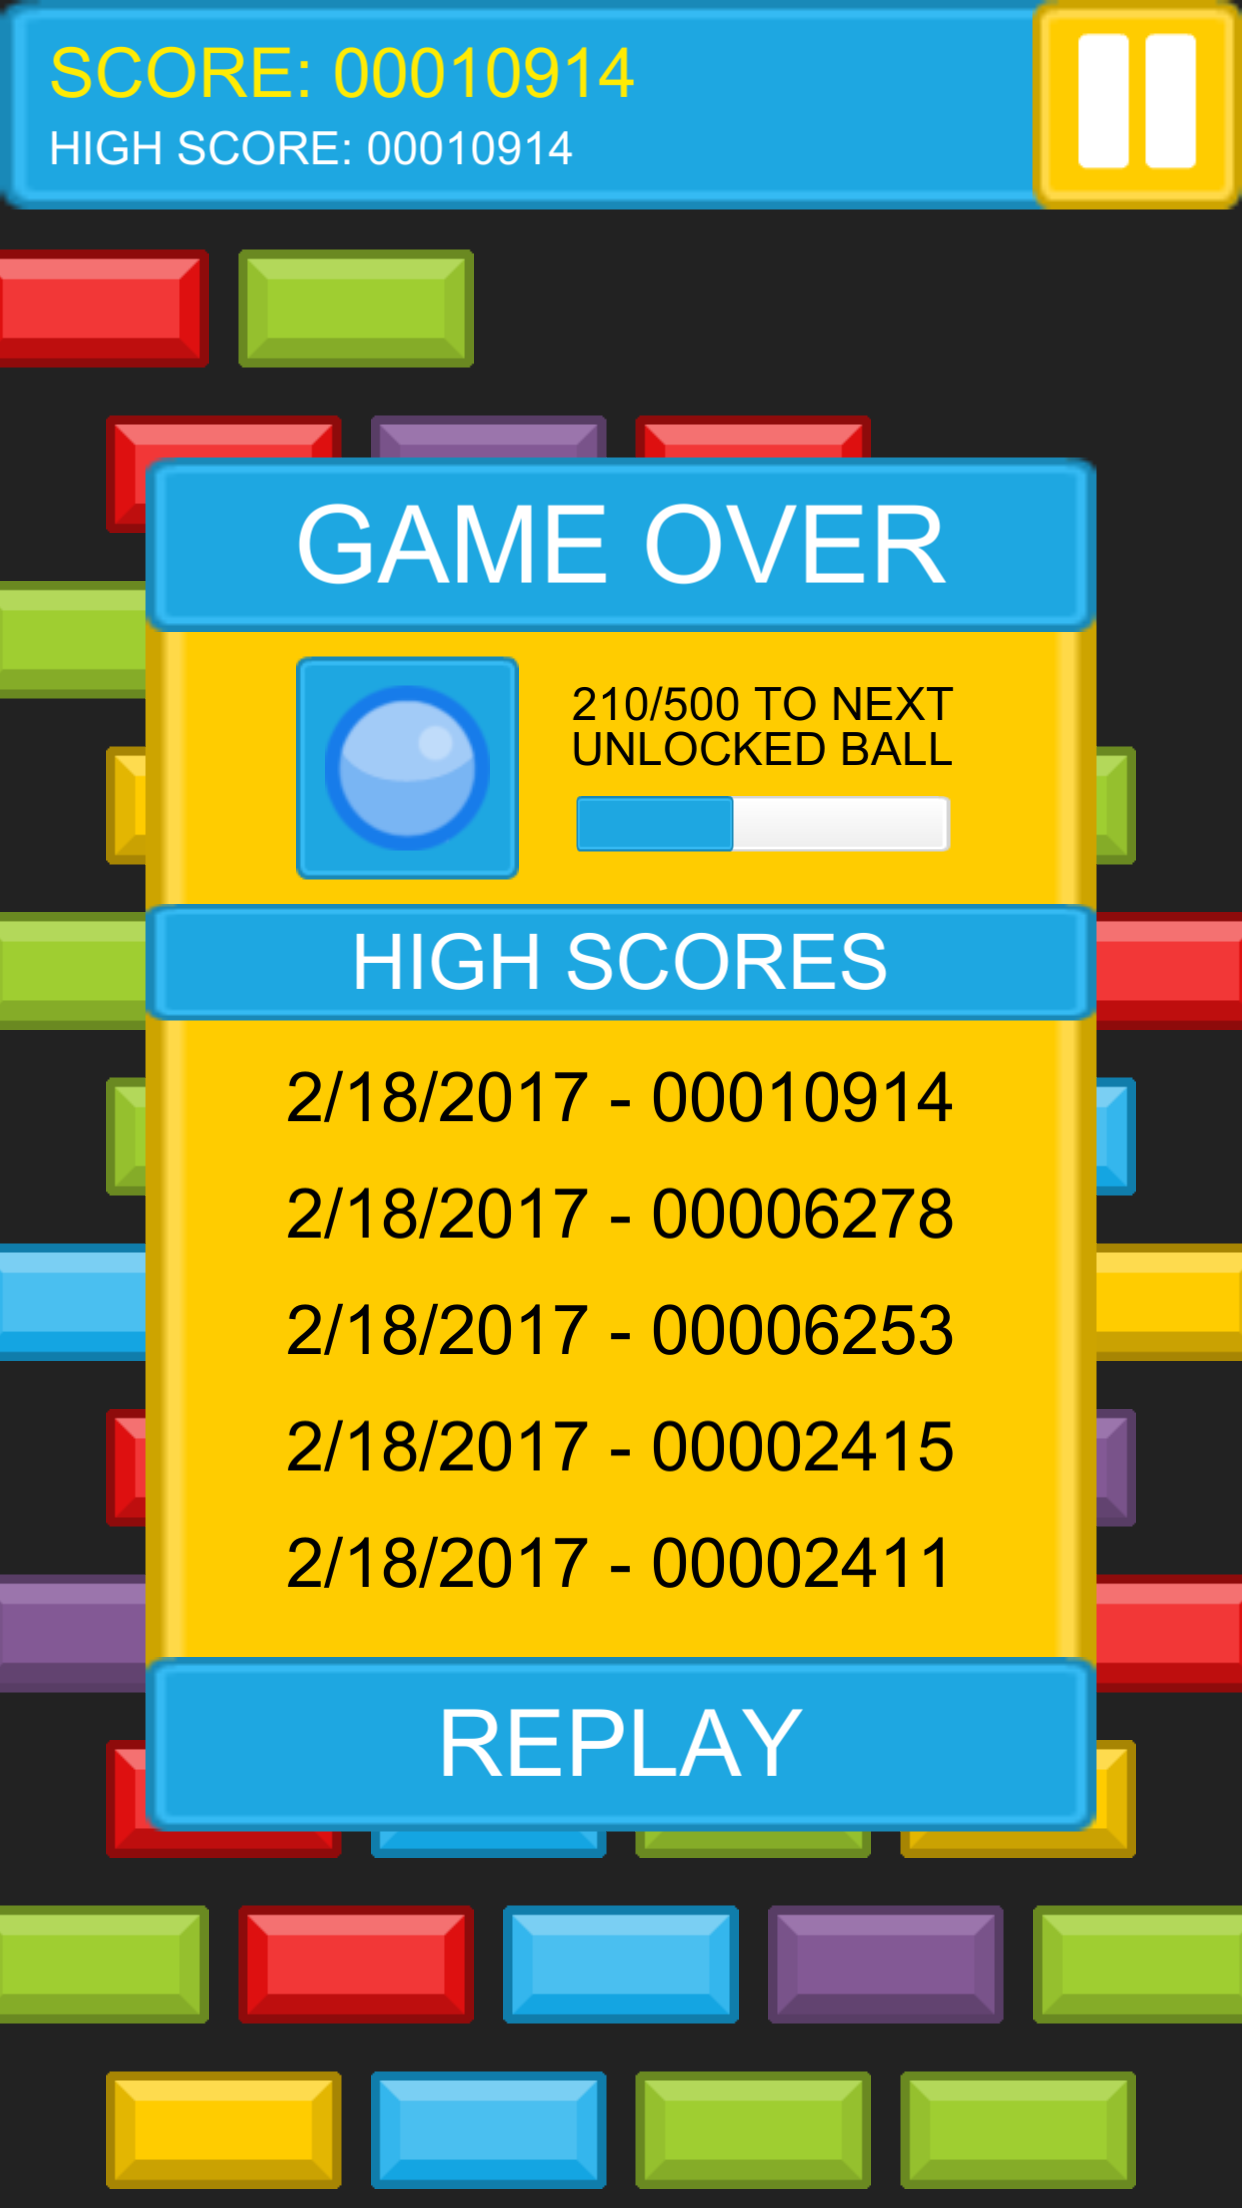 SCORE: 00010914
HIGH SCORE: 00010914
GAME OVER
210/500 TO NEXT
UNLOCKED BALL
HIGH SCORES
2/18/2017 - 00010914
2/18/2017 - 00006278
2/18/2017 - 00006253
2/18/2017 - 00002415
2/18/2017 - 00002411
REPLAY